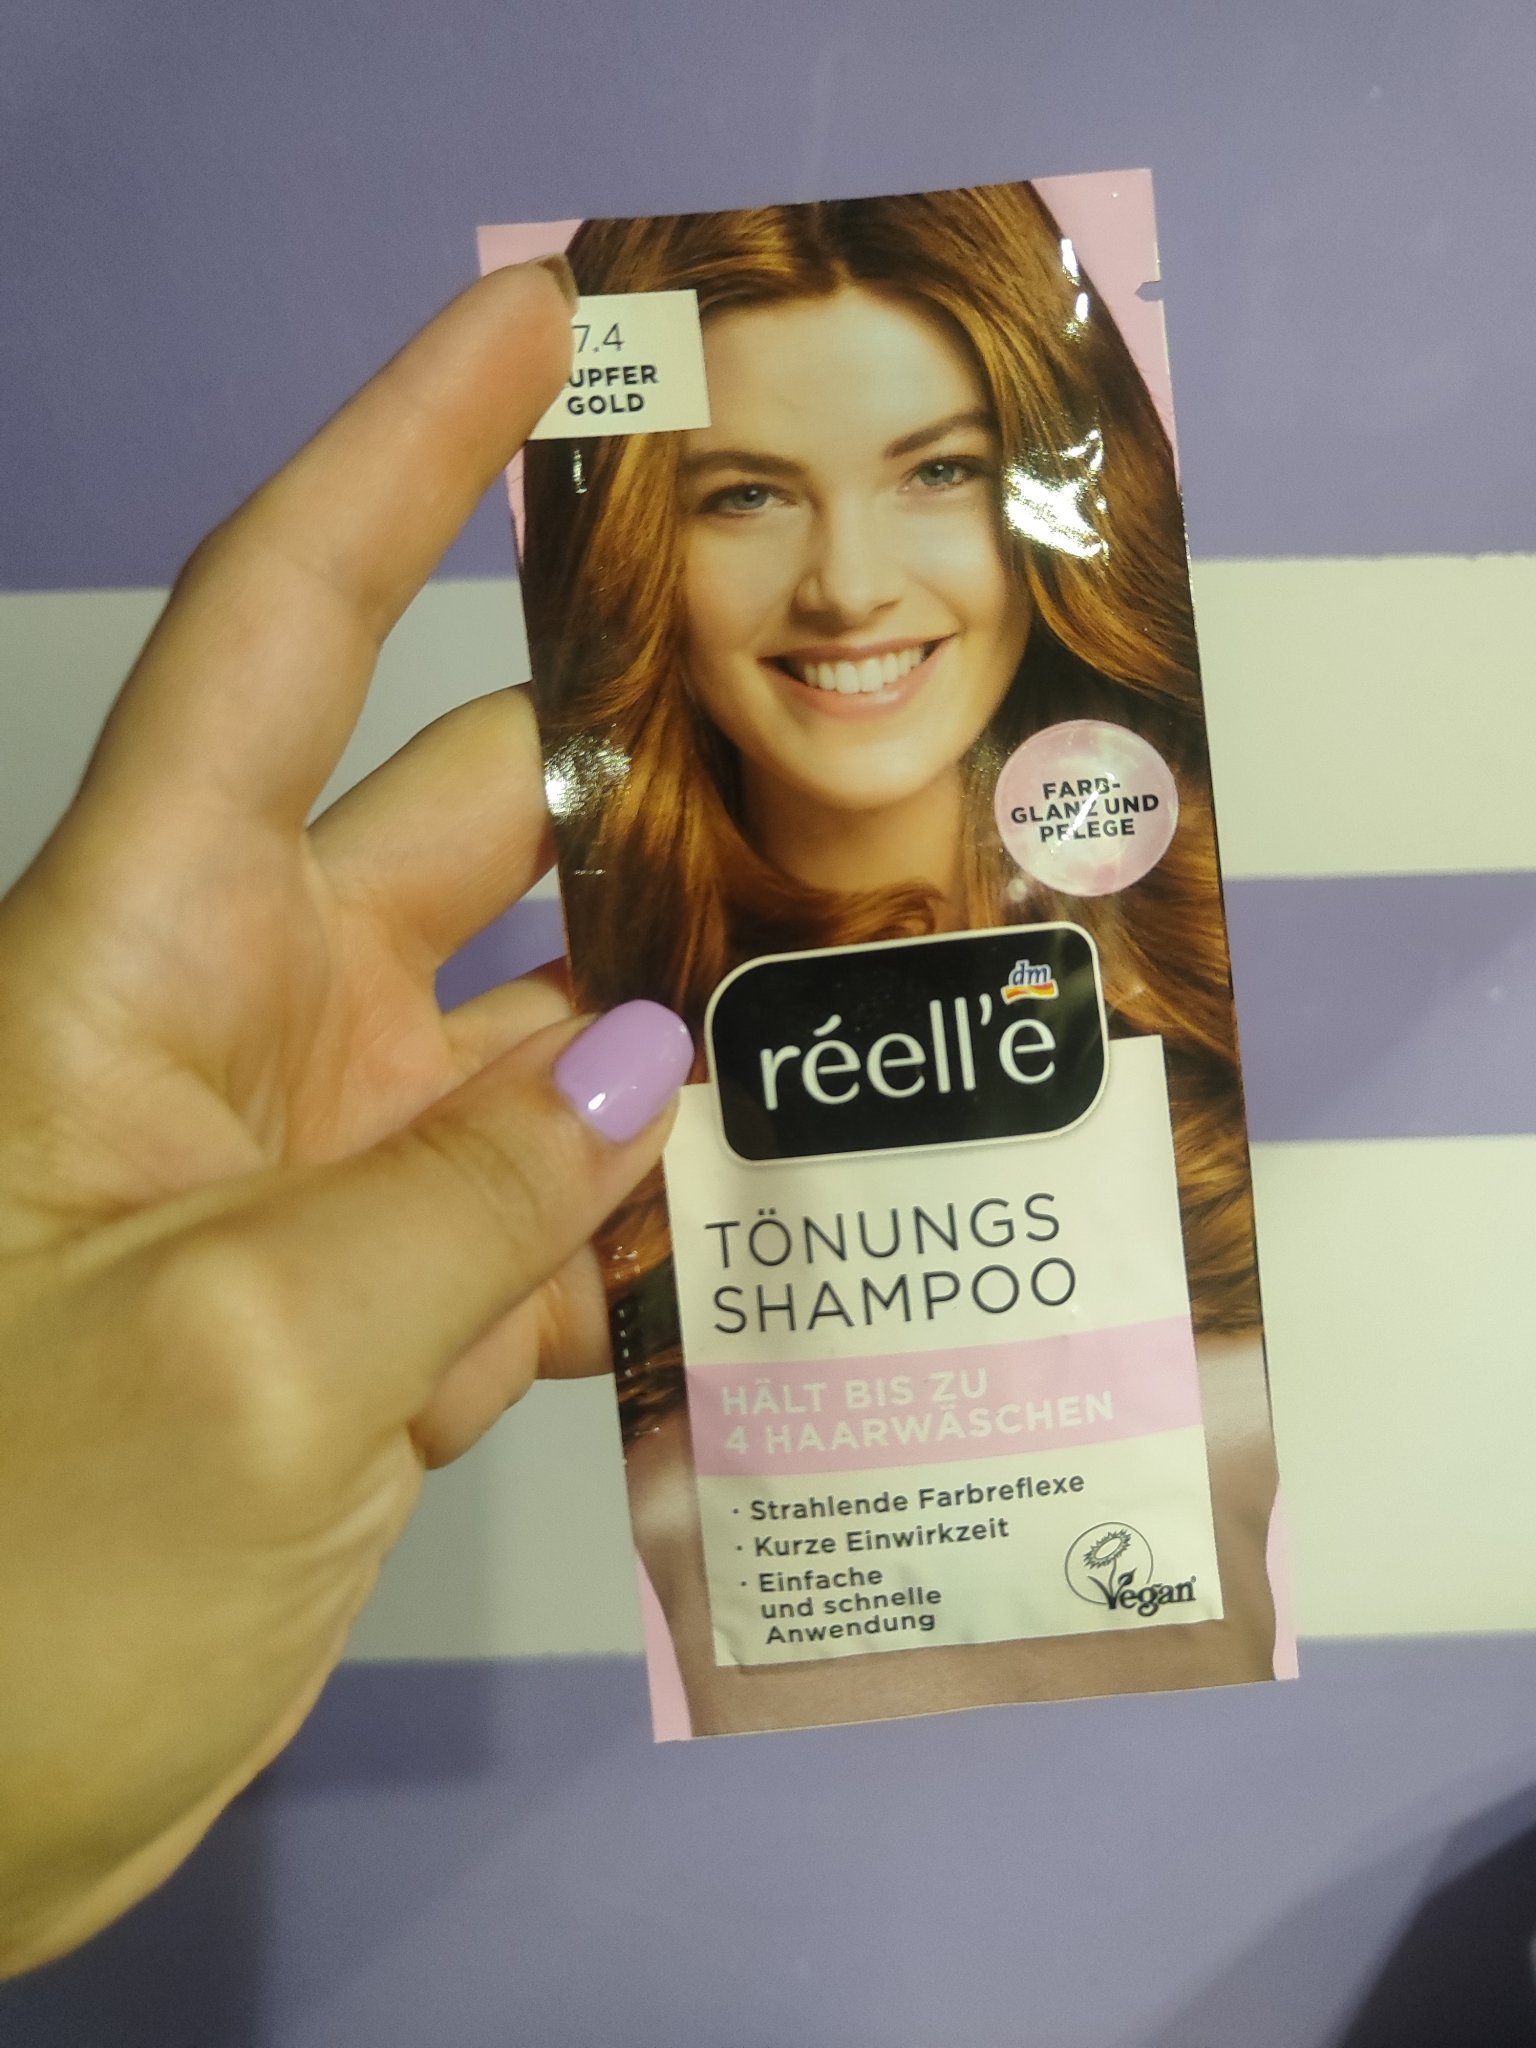 7.4
UPFER
GOLD
FARB-
GLANZ UND
PFLEGE
dm
réell'e
TÖNUNGS
SHAMPOO
HÄLT BIS ZU
4 HAARWÄSCHEN
· Strahlende Farbreflexe
· Kurze Einwirkzeit
· Einfache
und schnelle
Anwendung
Vegan